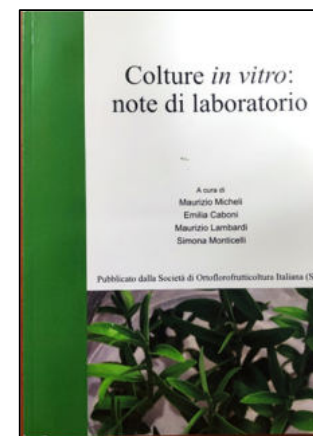 Colture in vitro:
note di laboratorio
A cura di
Maurizio Micheli
Emilia Caboni
Maurizio Lambardi
Simona Monticelli
Pubblicato dalla Società di Ortoflorofrutticoltura Italiana (S